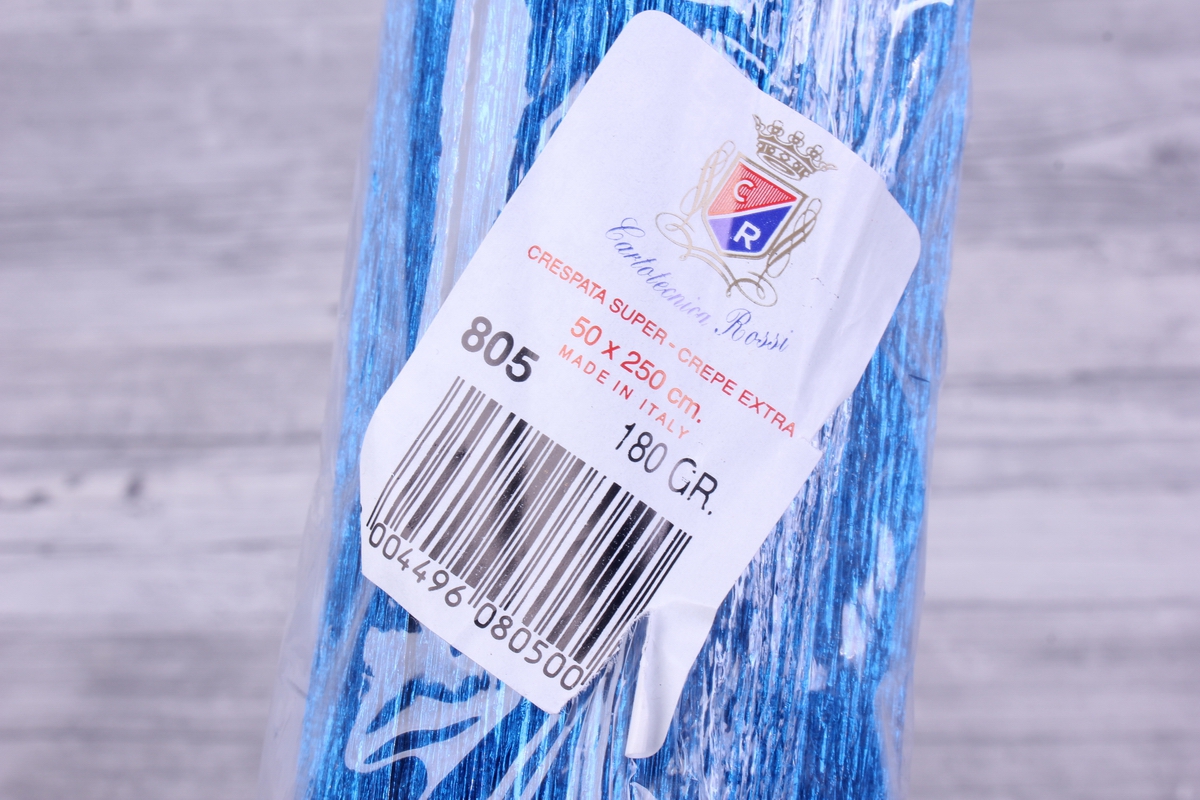 C
R
Cartotecnica Rossi
CRESPATA SUPER - CREPE EXTRA
50 x 250 cm.
MADE IN ITALY
805
180 GR.
004496 080500